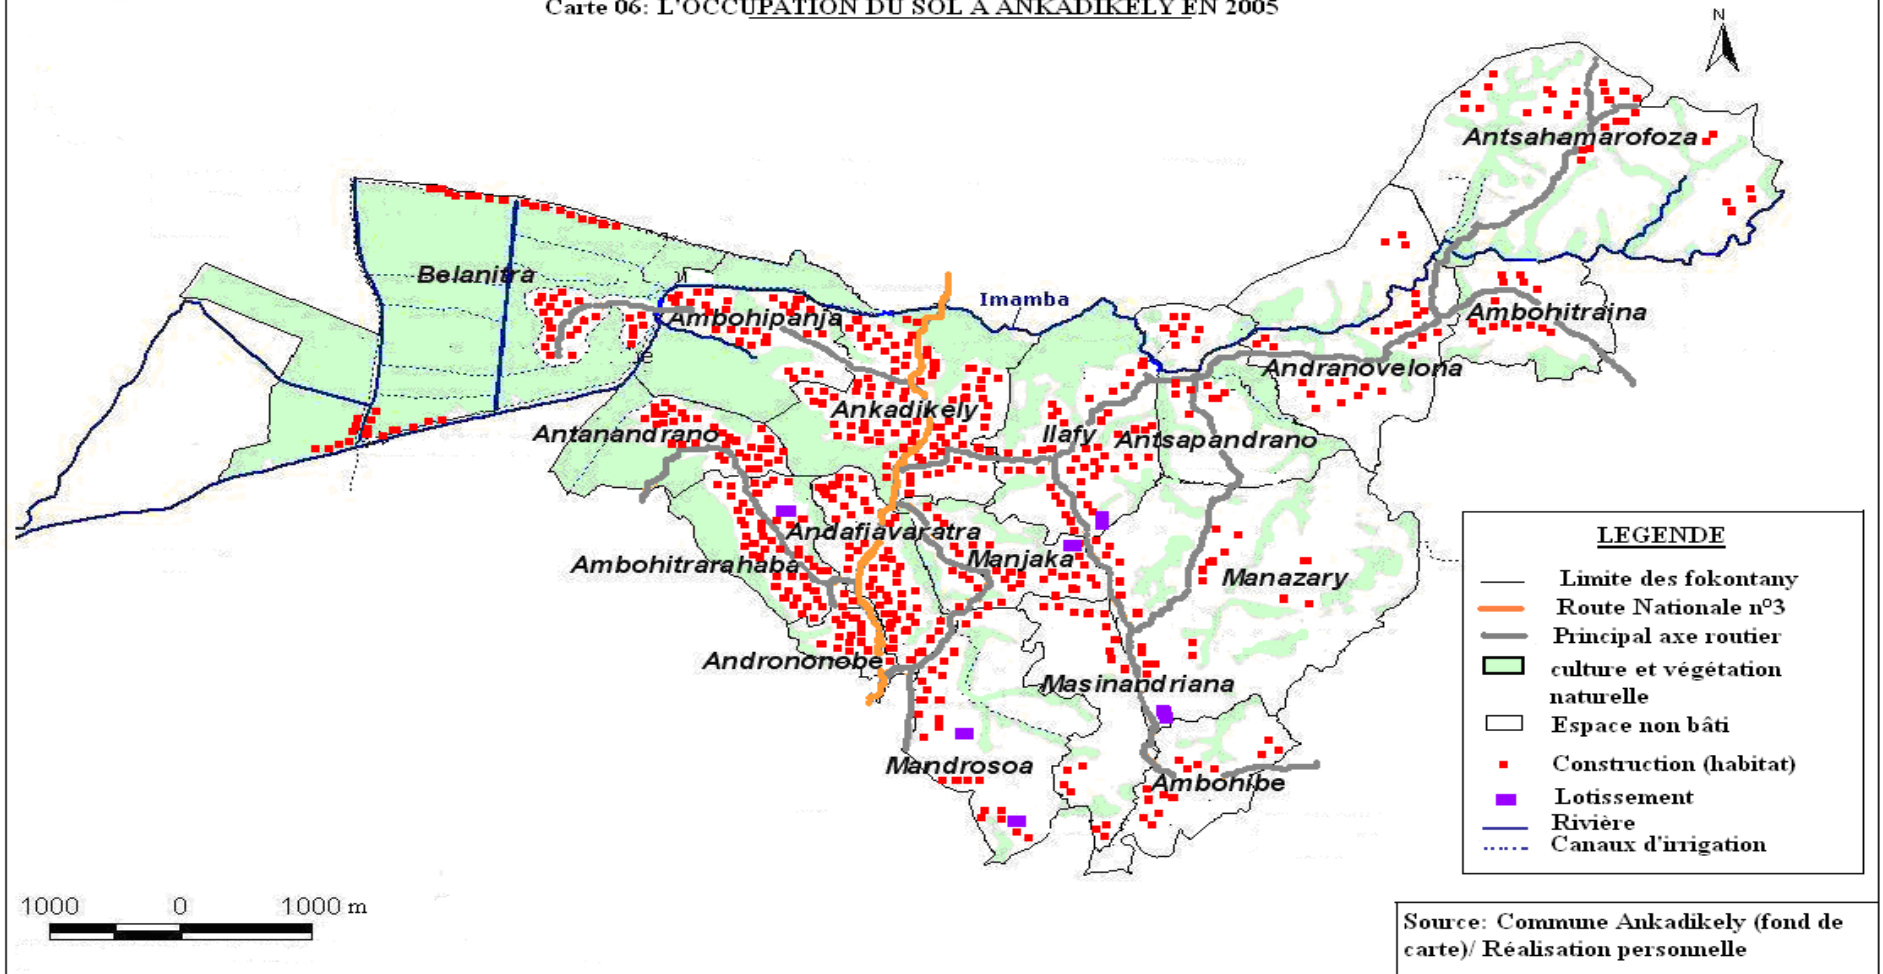 Carte 06: L'OCCUPATION DU SOL A ANKADIKELY EN 2005
N
Antsahamarofoza
Belanitra
Imamba
Ambohipanja
Ambohitraina
Andranovelona
Ankadikely
Antanandrano
Ilafy
Antsapandrano
Andafiavaratra
Manjaka
Ambohitrarahaba
Manazary
Andrononobe
Masinandriana
Mandrosoa
Ambohibe
LEGENDE
Limite des fokontany
Route Nationale n°3
Principal axe routier
culture et végétation
naturelle
Espace non bâti
Construction (habitat)
Lotissement
Rivière
Canaux d'irrigation
1000 0 1000 m
Source: Commune Ankadikely (fond de
carte)/ Réalisation personnelle